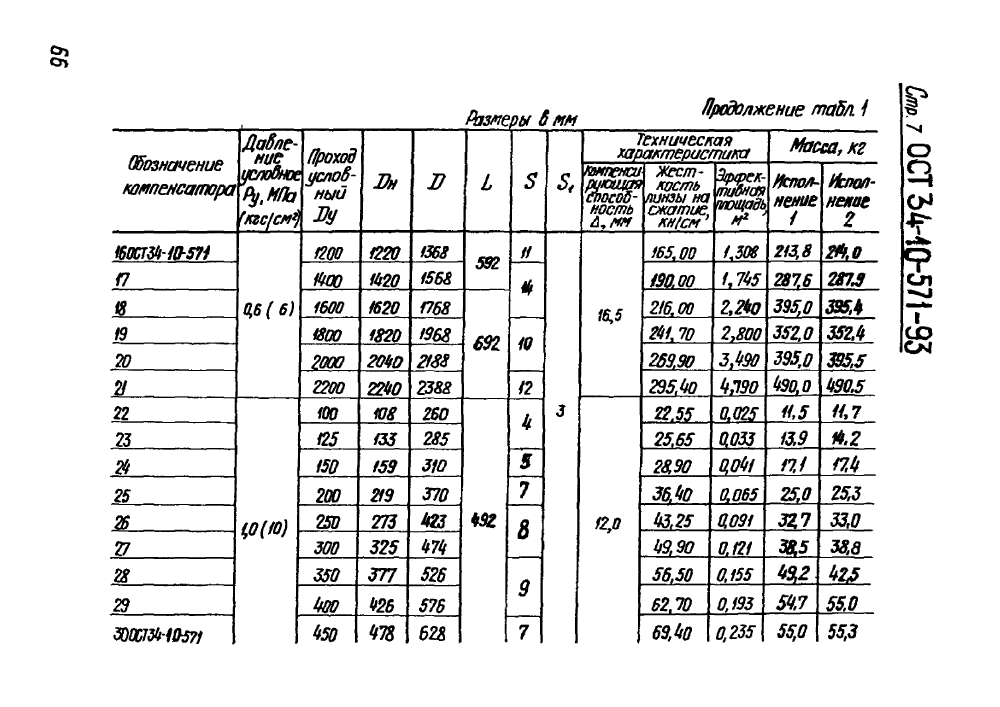 66
Стр. 7 ОСТ 34-10-571-93
Продолжение табл. 1
Размеры в мм
Обозначение компенсатора | Давление условное Ру, МПа (кгс/см²) | Проход условный Dу | Dн | D | L | S | S₁ | Техническая характеристика | Масса, кг
Компенсирующая способность Δ, мм | Жесткость линзы на сжатие, кн/см | Эффективная площадь, м² | Исполнение 1 | Исполнение 2
16 ОСТ34-10-571 | 0,6 (6) | 1200 | 1220 | 1368 | 592 | 11 | 3 | 16,5 | 165,00 | 1,308 | 213,8 | 214,0
17 | 1400 | 1420 | 1568 | 14 | 190,00 | 1,745 | 287,6 | 287.9
18 | 1600 | 1620 | 1768 | 692 | 216,00 | 2,240 | 395,0 | 395,4
19 | 1800 | 1820 | 1968 | 10 | 241,70 | 2,800 | 352,0 | 352,4
20 | 2000 | 2040 | 2188 | 269,90 | 3,490 | 395,0 | 395,5
21 | 2200 | 2240 | 2388 | 12 | 295,40 | 4,190 | 490,0 | 490.5
22 | 1,0 (10) | 100 | 108 | 260 | 492 | 4 | 12,0 | 22,55 | 0,025 | 11,5 | 11,7
23 | 125 | 133 | 285 | 25,65 | 0,033 | 13,9 | 14.2
24 | 150 | 159 | 310 | 5 | 28,90 | 0,041 | 17,1 | 17,4
25 | 200 | 219 | 370 | 7 | 36,40 | 0,065 | 25,0 | 25,3
26 | 250 | 273 | 423 | 8 | 43,25 | 0,091 | 32,7 | 33,0
27 | 300 | 325 | 474 | 49,90 | 0,121 | 38,5 | 38,8
28 | 350 | 377 | 526 | 9 | 56,50 | 0,155 | 49,2 | 42,5
29 | 400 | 426 | 576 | 62,70 | 0,193 | 54,7 | 55,0
30 ОСТ34-10-571 | 450 | 478 | 628 | 7 | 69,40 | 0,235 | 55,0 | 55,3